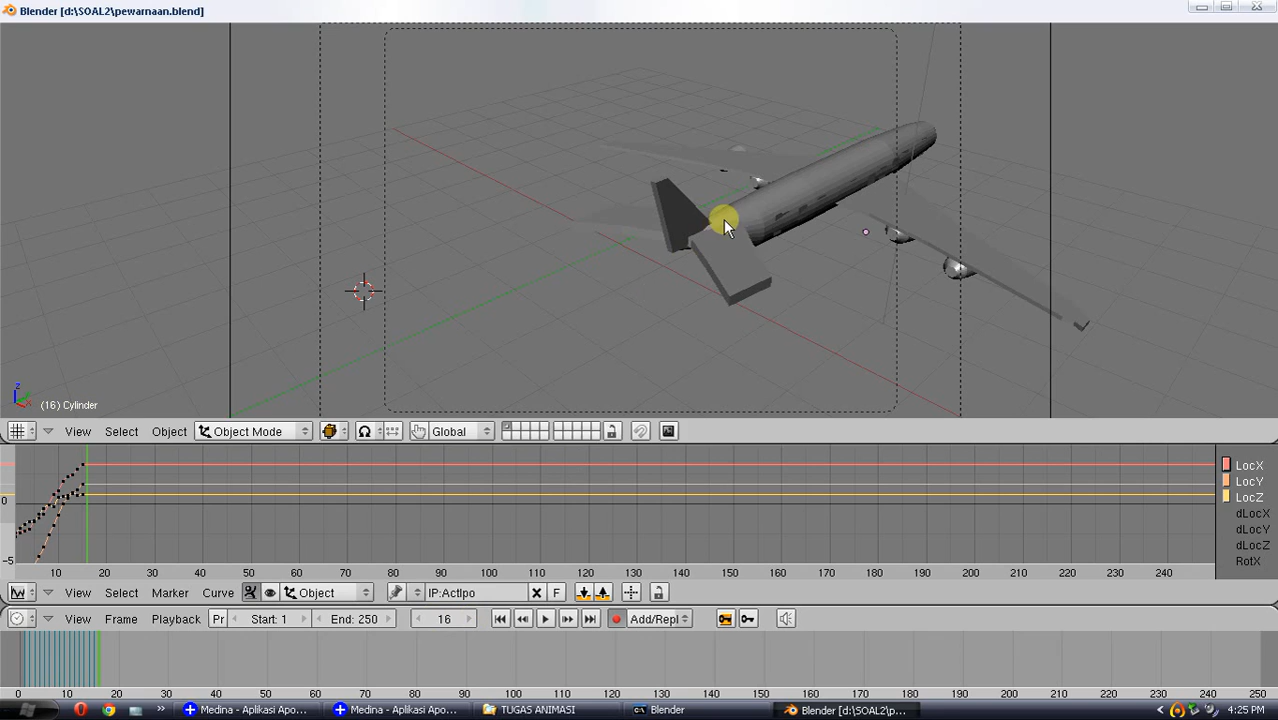 Blender [d:\SOAL2\pewarnaan.blend]
z
x
(16) Cylinder
View Select Object Object Mode Global
LocX
LocY
LocZ
dLocX
dLocY
dLocZ
RotX
0
-5
10 20 30 40 50 60 70 80 90 100 110 120 130 140 150 160 170 180 190 200 210 220 230 240
View Select Marker Curve Object IP:ActIpo F
View Frame Playback Pr Start: 1 End: 250 16 Add/Repl
0 10 20 30 40 50 60 70 80 90 100 110 120 130 140 150 160 170 180 190 200 210 220 230 240 250
Medina - Aplikasi Apo... Medina - Aplikasi Apo... TUGAS ANIMASI Blender Blender [d:\SOAL2\p... 4:25 PM